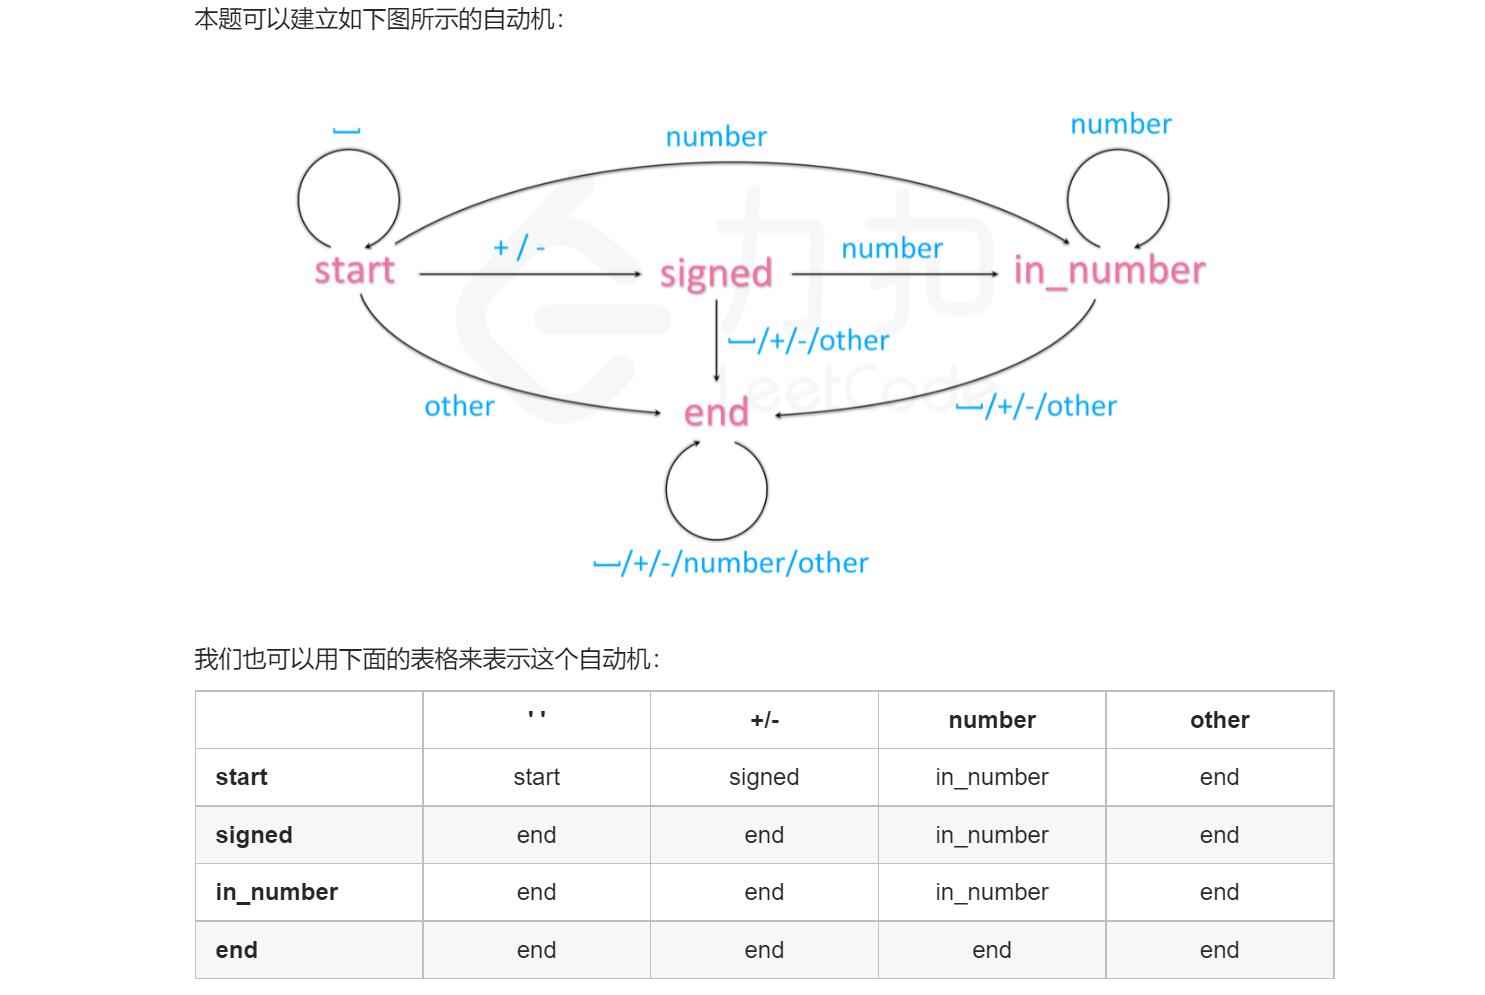 本题可以建立如下图所示的自动机：
number
number
+ / -
number
start
signed
in_number
力扣
⎵/+/-/other
LeetCode
other
end
⎵/+/-/other
⎵/+/-/number/other
我们也可以用下面的表格来表示这个自动机：
' ' +/- number other
start start signed in_number end
signed end end in_number end
in_number end end in_number end
end end end end end